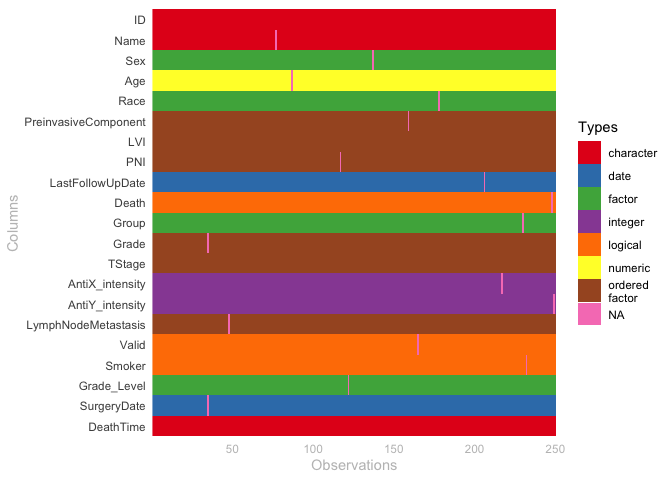 ID
Name
Sex
Age
Race
PreinvasiveComponent
LVI
PNI
LastFollowUpDate
Death
Group
Grade
TStage
AntiX_intensity
AntiY_intensity
LymphNodeMetastasis
Valid
Smoker
Grade_Level
SurgeryDate
DeathTime
Columns
50 100 150 200 250
Observations
Types
character
date
factor
integer
logical
numeric
ordered
factor
NA